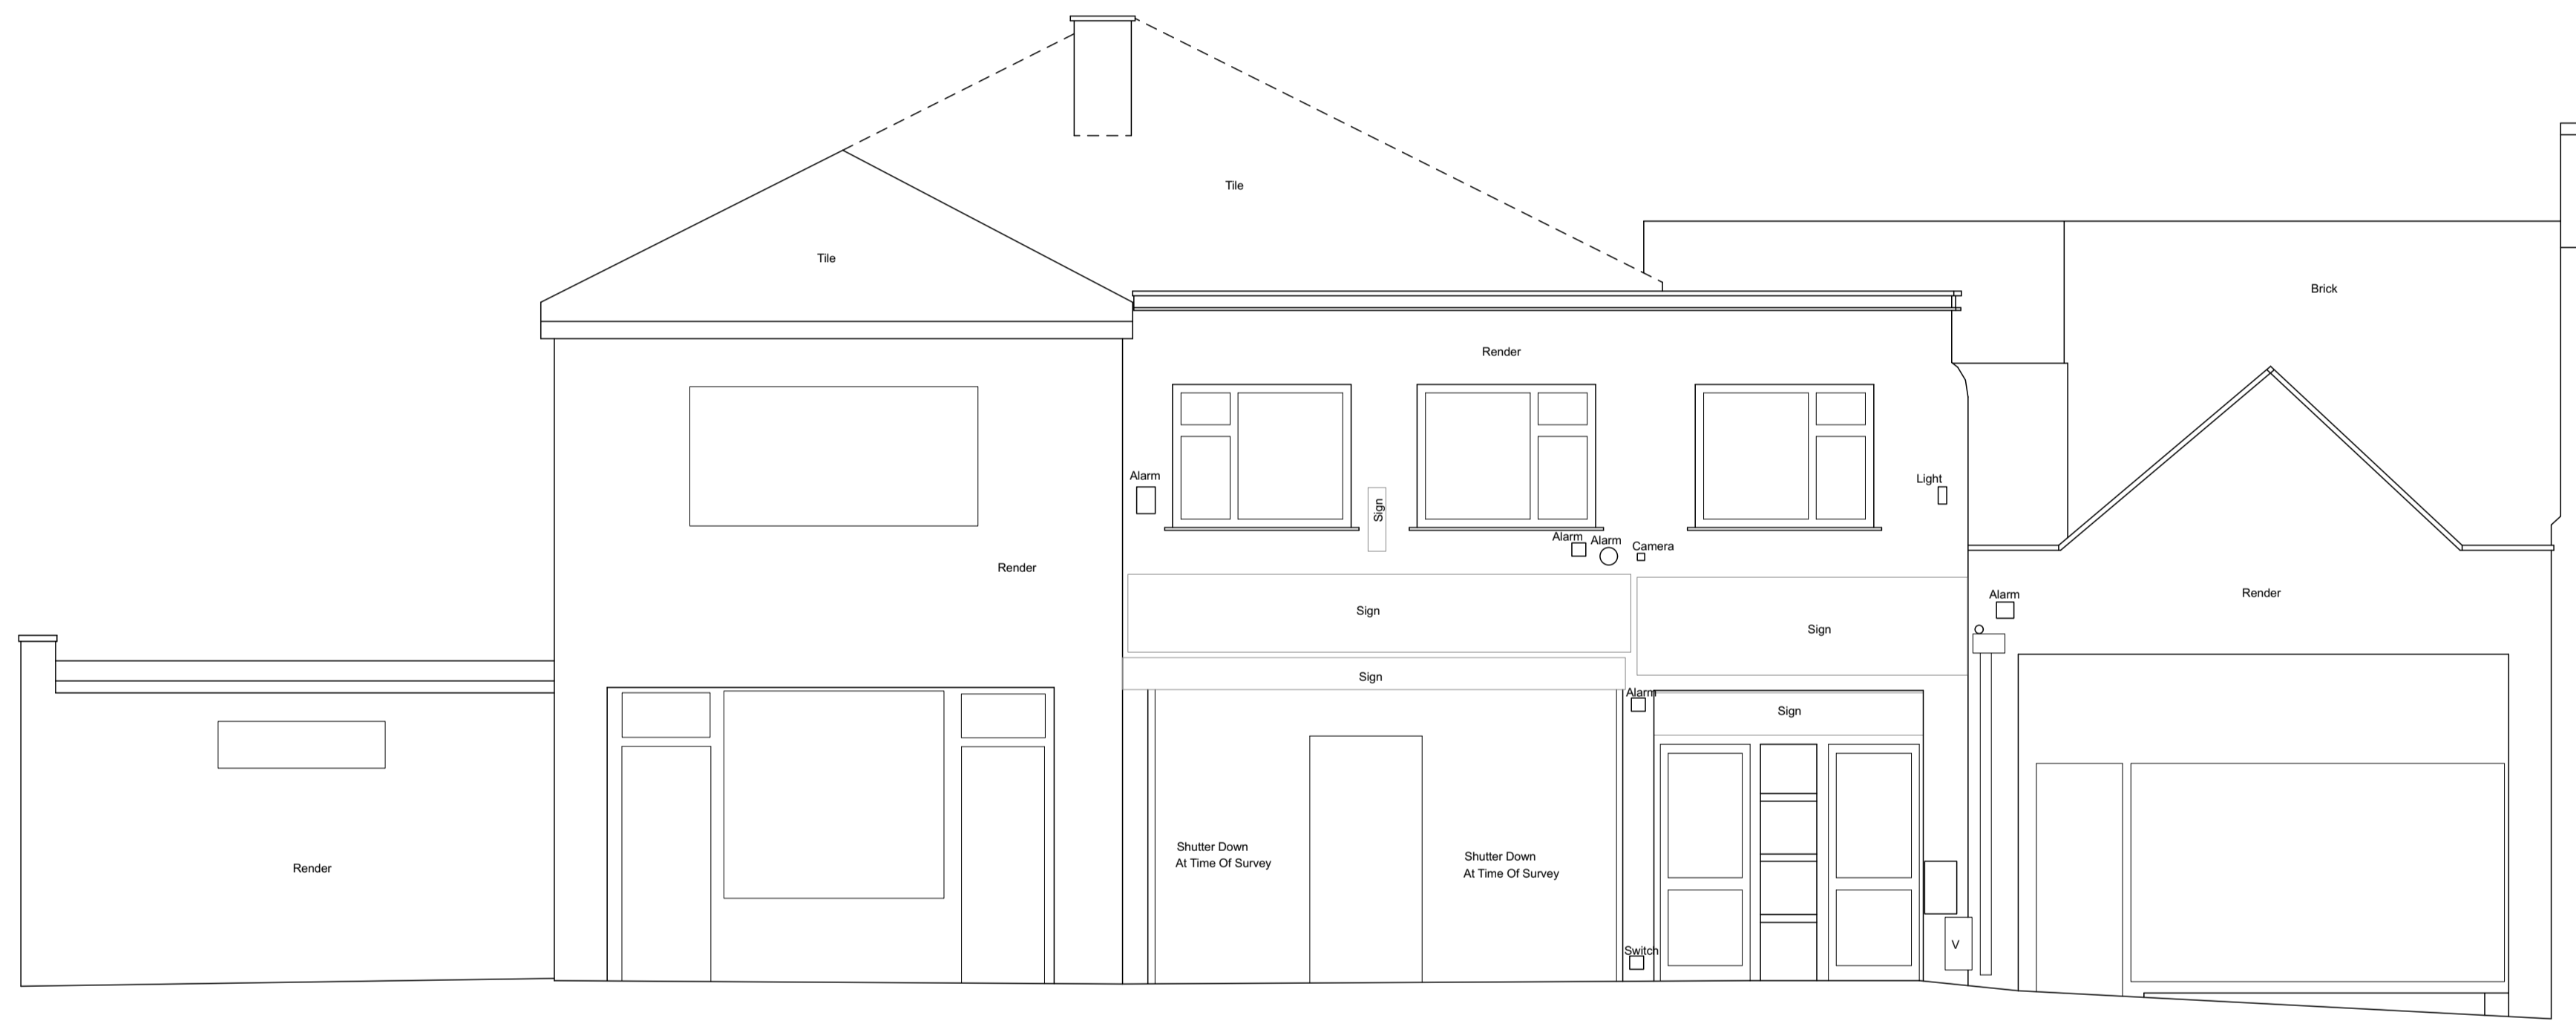 Tile
Tile
Brick
Render
Alarm
Light
Sign
Alarm
Alarm
Camera
Render
Alarm
Render
Sign
Sign
Sign
Alarm
Sign
Shutter Down
At Time Of Survey
Shutter Down
At Time Of Survey
Render
Switch
V